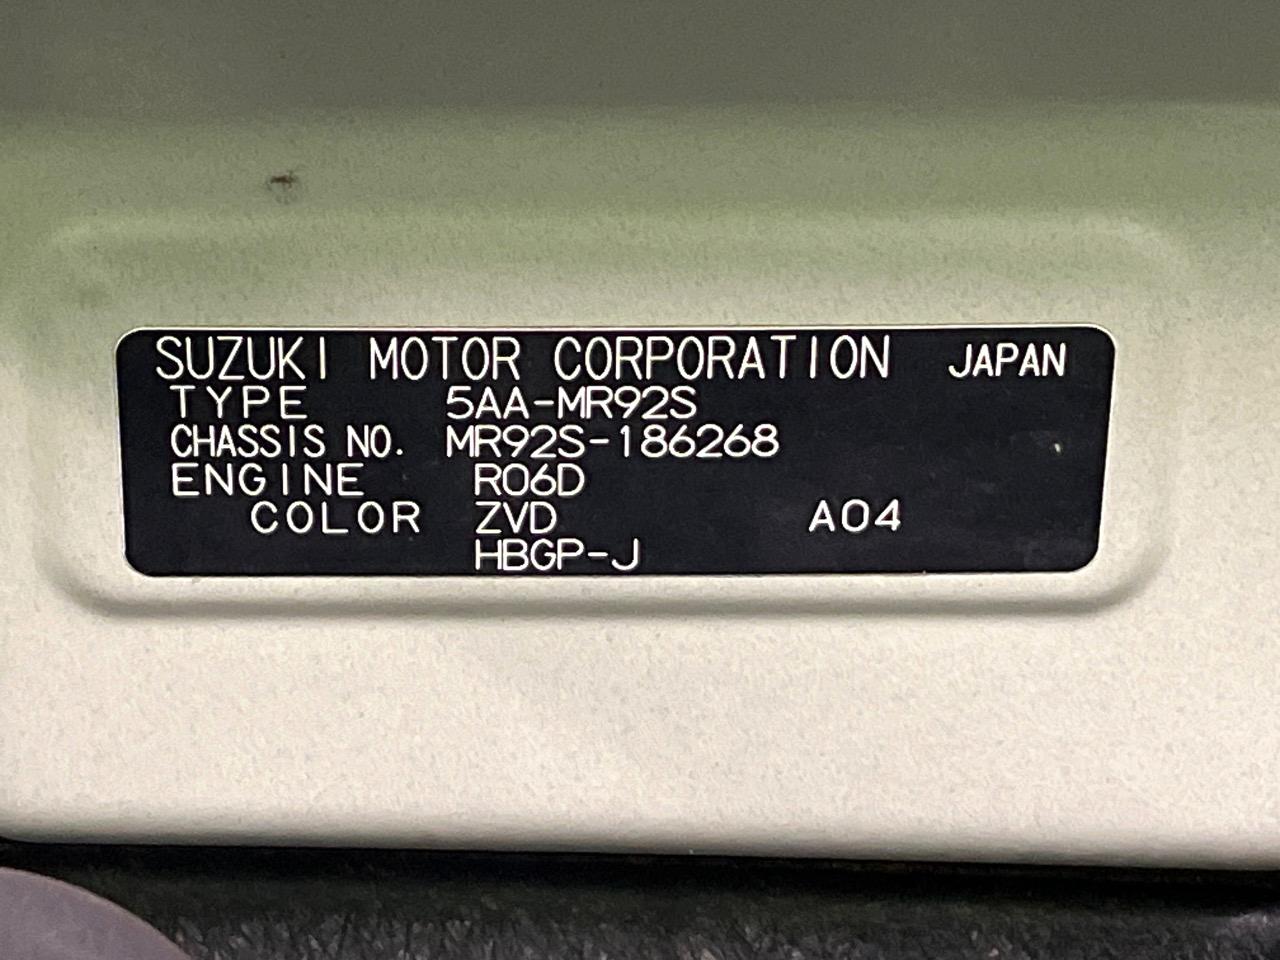 SUZUKI MOTOR CORPORATION JAPAN
TYPE 5AA-MR92S
CHASSIS NO. MR92S-186268
ENGINE R06D
COLOR ZVD A04
HBGP-J